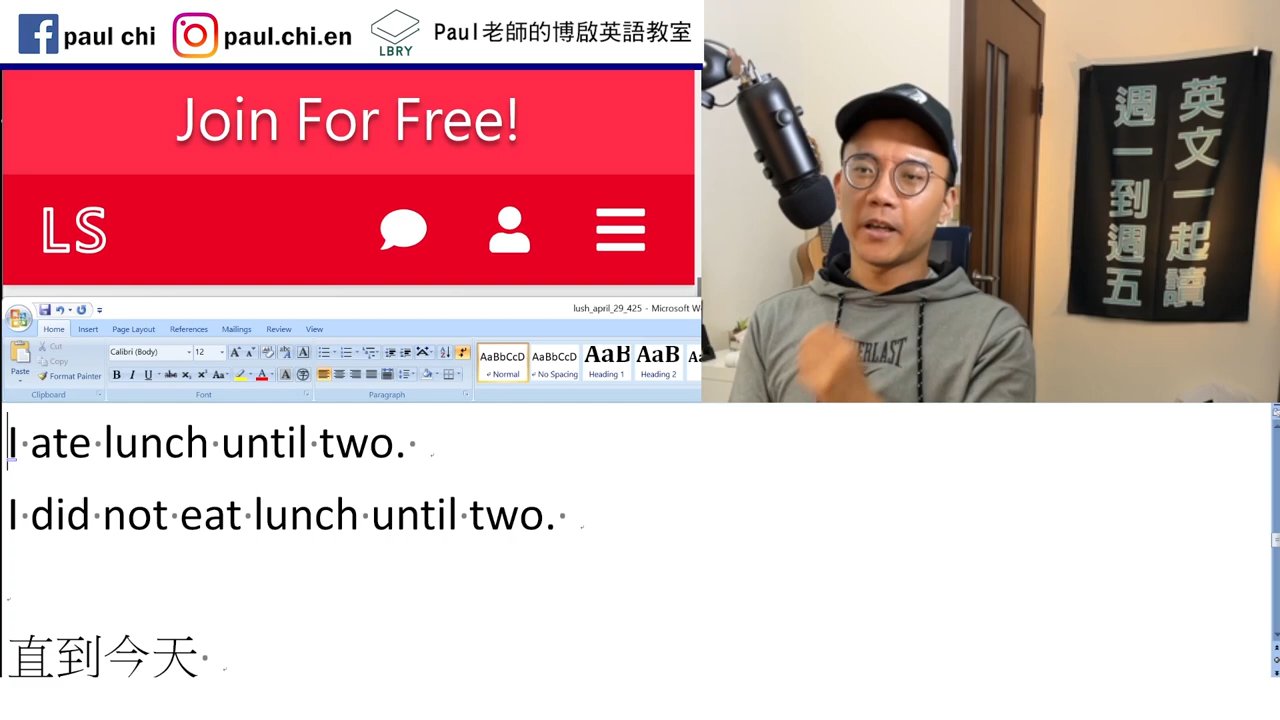 paul chi
paul.chi.en
LBRY
Paul老師的博啟英語教室
Join For Free!
LS
lush_april_29_425 - Microsoft W
Home Insert Page Layout References Mailings Review View
Paste
Cut
Copy
Format Painter
Clipboard
Calibri (Body) 12
Font
Paragraph
AaBbCcD AaBbCcD AaB AaB
Normal No Spacing Heading 1 Heading 2
I ate lunch until two.
I did not eat lunch until two.
直到今天
英文一起讀
週一到週五